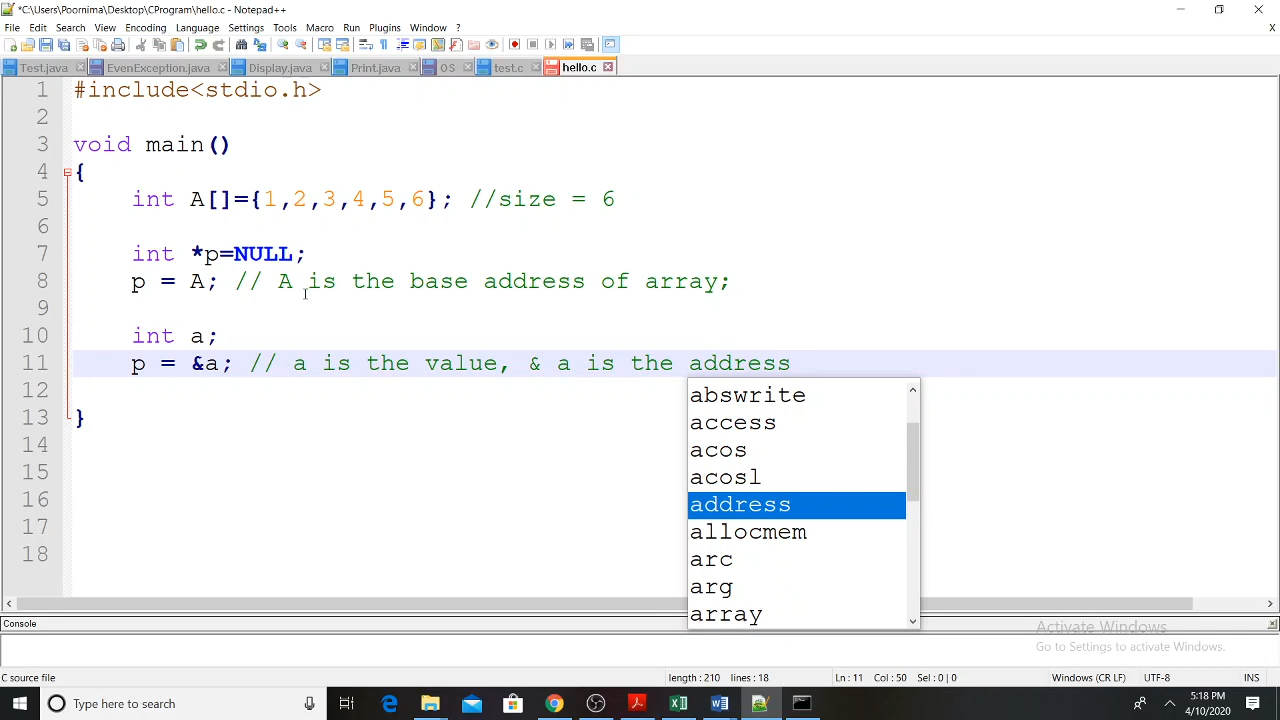 *C:\Users\Poornima\Desktop\CProgram\hello.c - Notepad++
File Edit Search View Encoding Language Settings Tools Macro Run Plugins Window ? X
Test.java EvenException.java Display.java Print.java OS test.c hello.c
1 #include<stdio.h>
2
3 void main()
4 {
5 int A[]={1,2,3,4,5,6}; //size = 6
6
7 int *p=NULL;
8 p = A; // A is the base address of array;
9
10 int a;
11 p = &a; // a is the value, & a is the address
12
13 }
14
15
16
17
18
abswrite
access
acos
acosl
address
allocmem
arc
arg
array
Console
Activate Windows
Go to Settings to activate Windows.
C source file length : 210 lines : 18 Ln : 11 Col : 50 Sel : 0 | 0 Windows (CR LF) UTF-8 INS
Type here to search
5:18 PM
4/10/2020